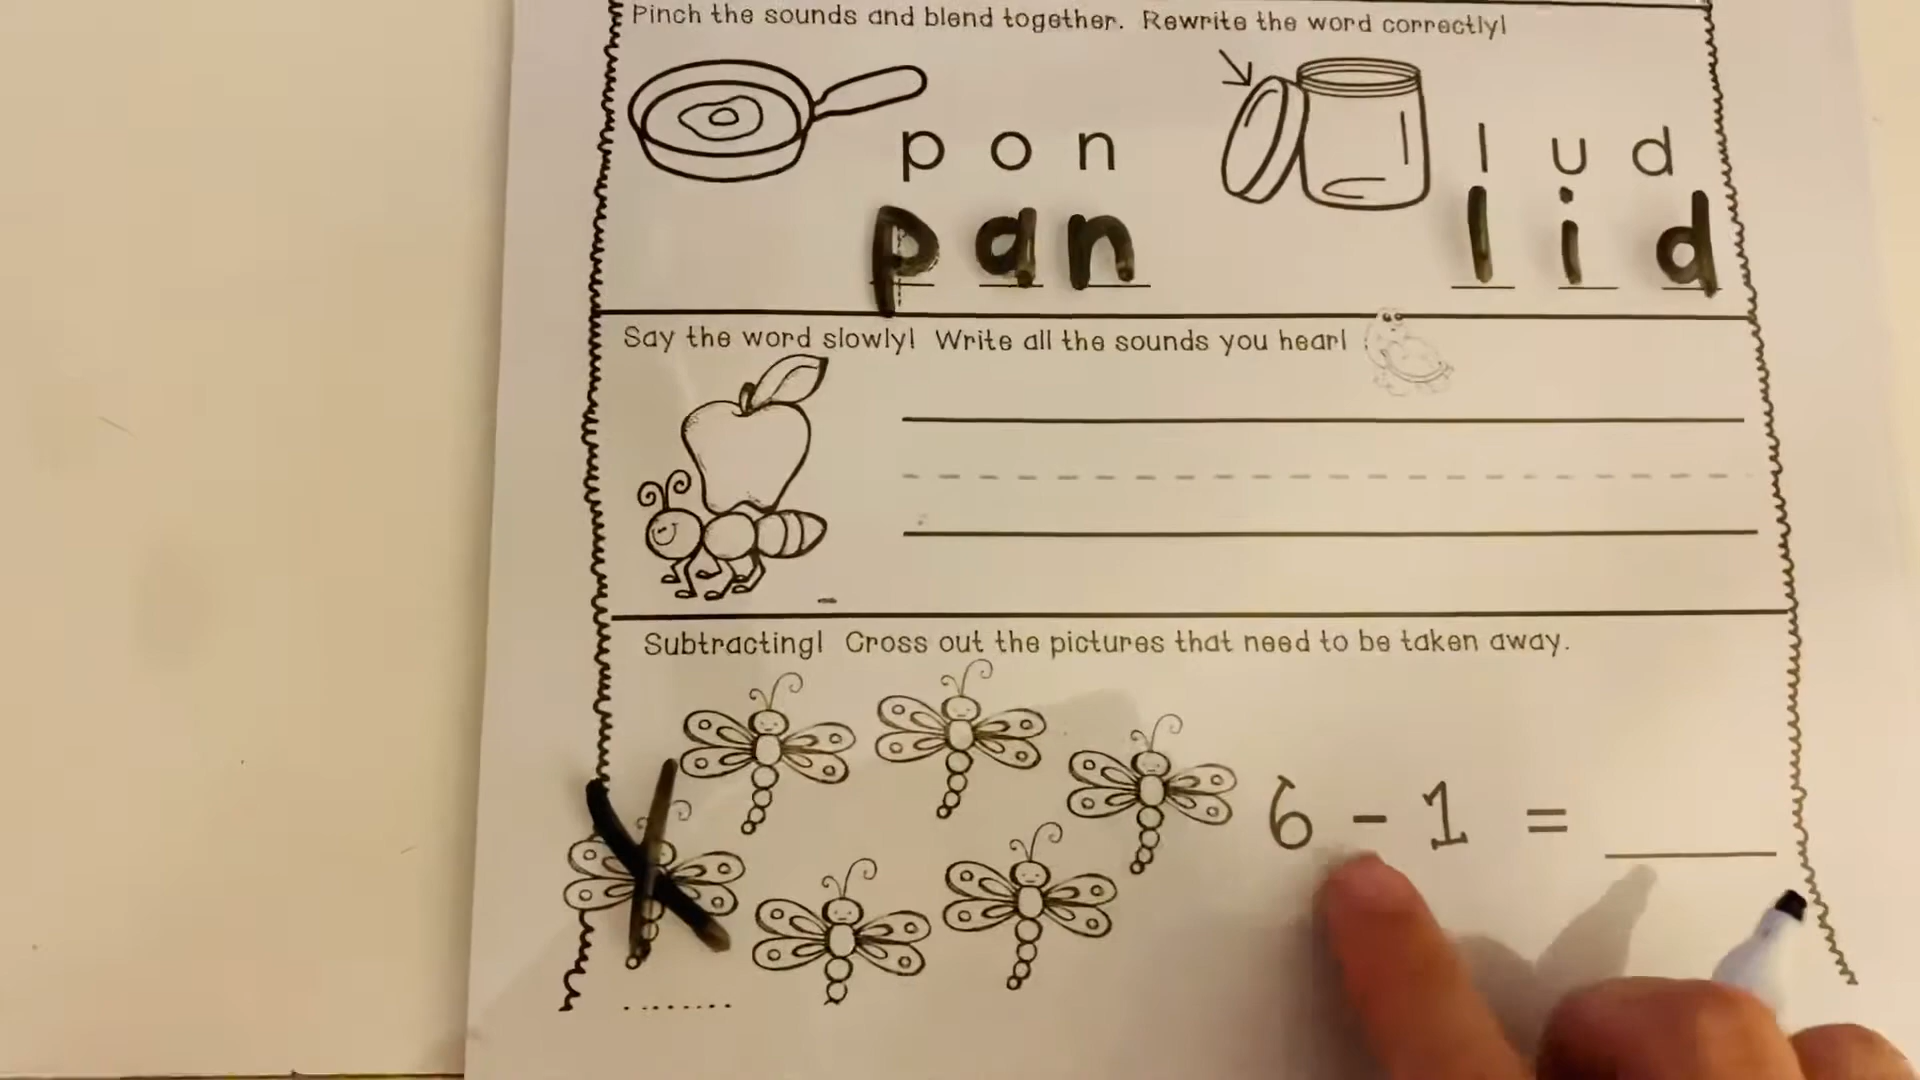 Pinch the sounds and blend together. Rewrite the word correctly!
p o n
l u d
pan
lid
Say the word slowly! Write all the sounds you hear!
Subtracting! Cross out the pictures that need to be taken away.
6 - 1 =